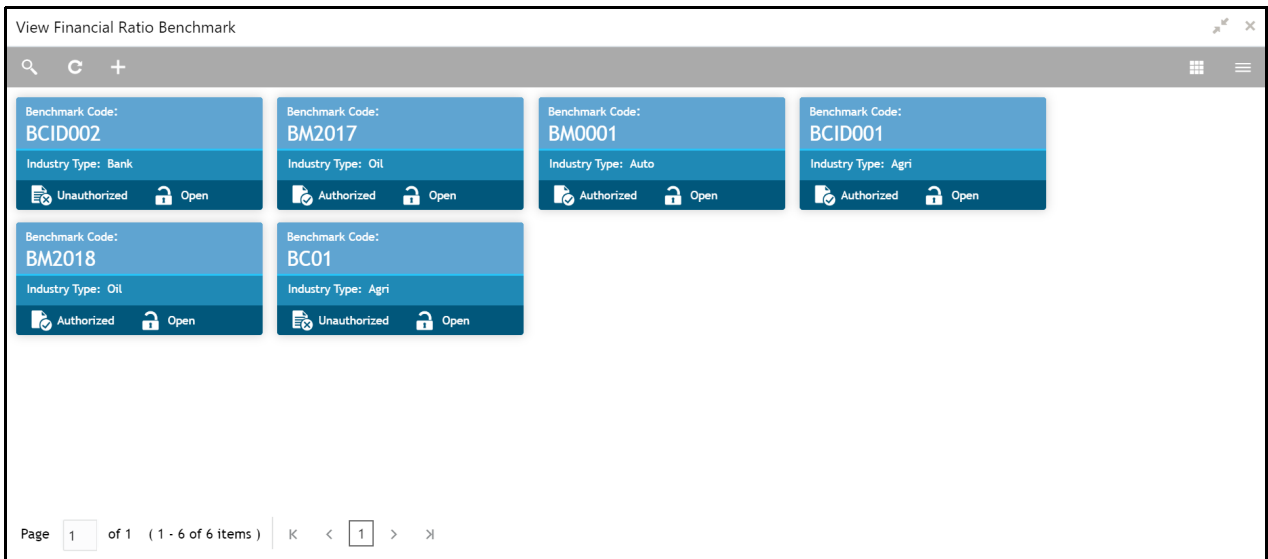 View Financial Ratio Benchmark
Benchmark Code:
BCID002
Industry Type: Bank
Unauthorized Open
Benchmark Code:
BM2017
Industry Type: Oil
Authorized Open
Benchmark Code:
BM0001
Industry Type: Auto
Authorized Open
Benchmark Code:
BCID001
Industry Type: Agri
Authorized Open
Benchmark Code:
BM2018
Industry Type: Oil
Authorized Open
Benchmark Code:
BC01
Industry Type: Agri
Unauthorized Open
Page 1 of 1 ( 1 - 6 of 6 items ) 1